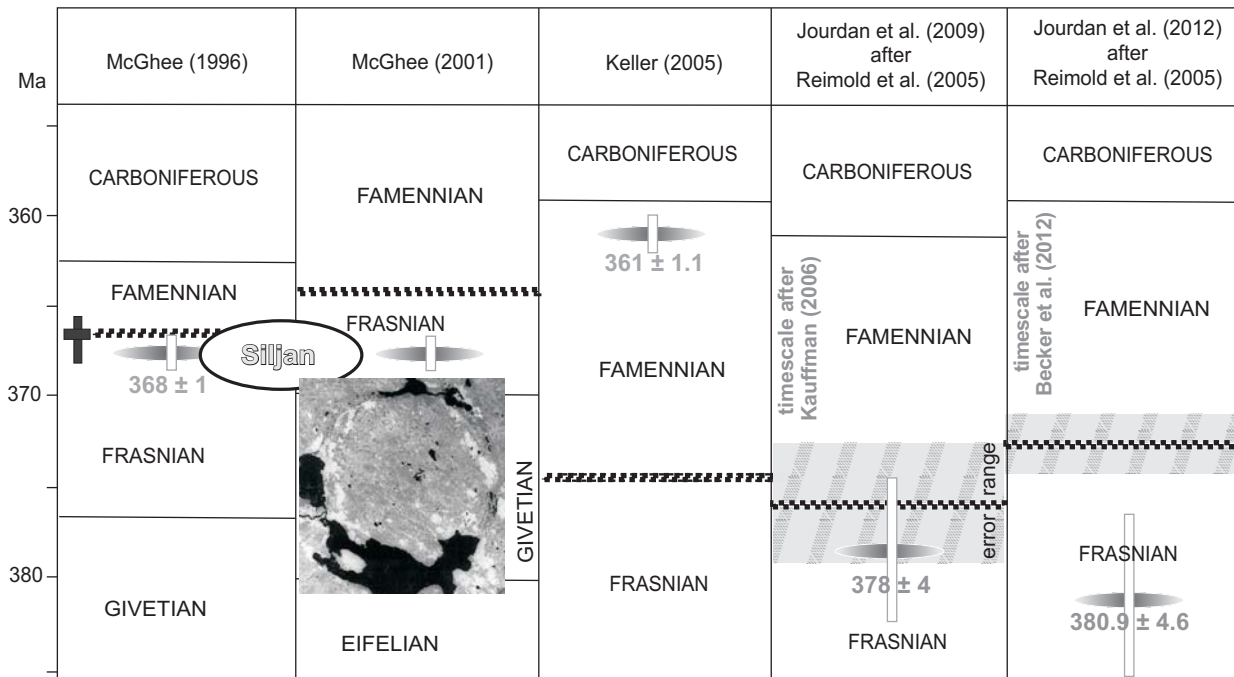 Ma
McGhee (1996)
McGhee (2001)
Keller (2005)
Jourdan et al. (2009)
after
Reimold et al. (2005)
Jourdan et al. (2012)
after
Reimold et al. (2005)
360
370
380
CARBONIFEROUS
FAMENNIAN
368 ± 1
FRASNIAN
GIVETIAN
Siljan
FAMENNIAN
FRASNIAN
GIVETIAN
EIFELIAN
CARBONIFEROUS
361 ± 1.1
FAMENNIAN
FRASNIAN
CARBONIFEROUS
timescale after
Kauffman (2006)
FAMENNIAN
error range
378 ± 4
FRASNIAN
CARBONIFEROUS
timescale after
Becker et al. (2012)
FAMENNIAN
FRASNIAN
380.9 ± 4.6